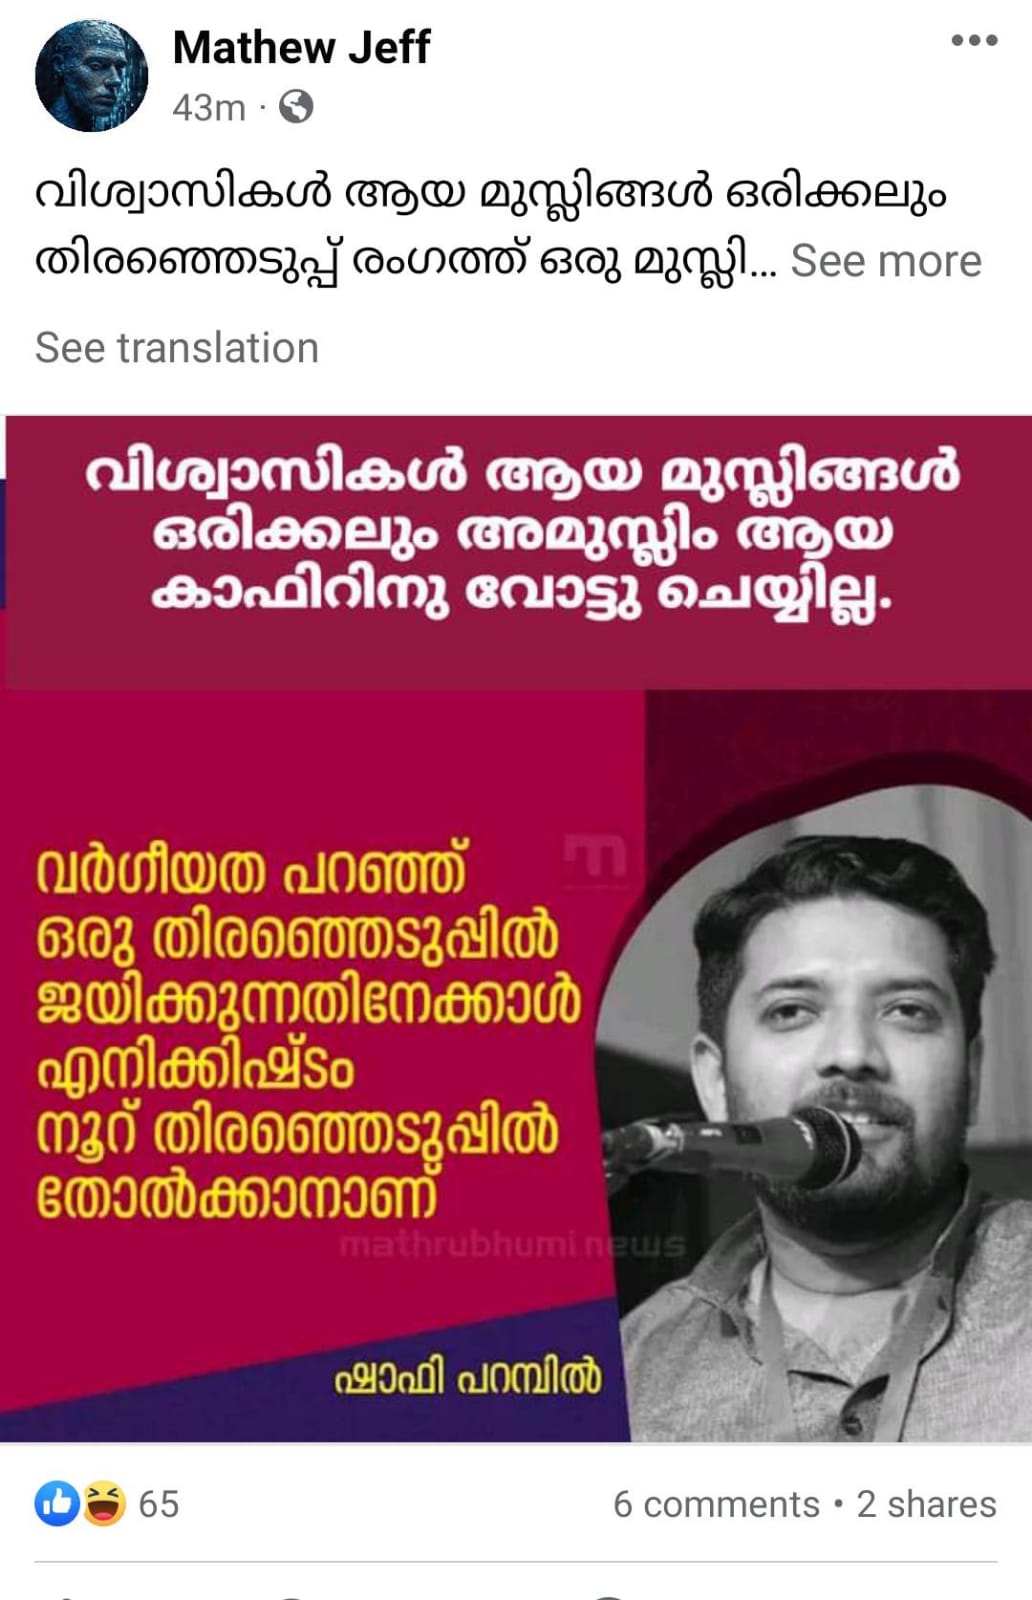 Mathew Jeff
43m ·
വിശ്വാസികൾ ആയ മുസ്ലിങ്ങൾ ഒരിക്കലും
തിരഞ്ഞെടുപ്പ് രംഗത്ത് ഒരു മുസ്ലി... See more
See translation
വിശ്വാസികൾ ആയ മുസ്ലിങ്ങൾ
ഒരിക്കലും അമുസ്ലിം ആയ
കാഫിറിനു വോട്ടു ചെയ്യില്ല.
വർഗീയത പറഞ്ഞ്
ഒരു തിരഞ്ഞെടുപ്പിൽ
ജയിക്കുന്നതിനേക്കാൾ
എനിക്കിഷ്ടം
നൂറ് തിരഞ്ഞെടുപ്പിൽ
തോൽക്കാനാണ്
mathrubhumi news
ഷാഫി പറമ്പിൽ
65
6 comments • 2 shares